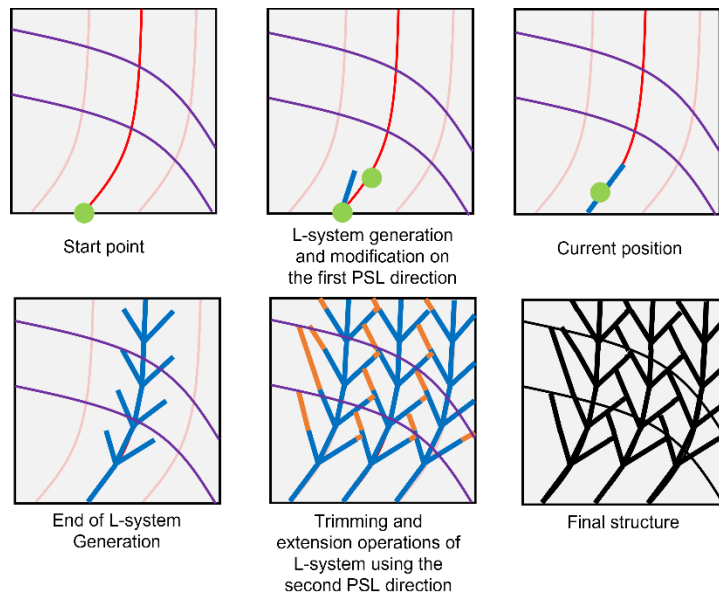 Start point
L-system generation
and modification on
the first PSL direction
Current position
End of L-system
Generation
Trimming and
extension operations of
L-system using the
second PSL direction
Final structure